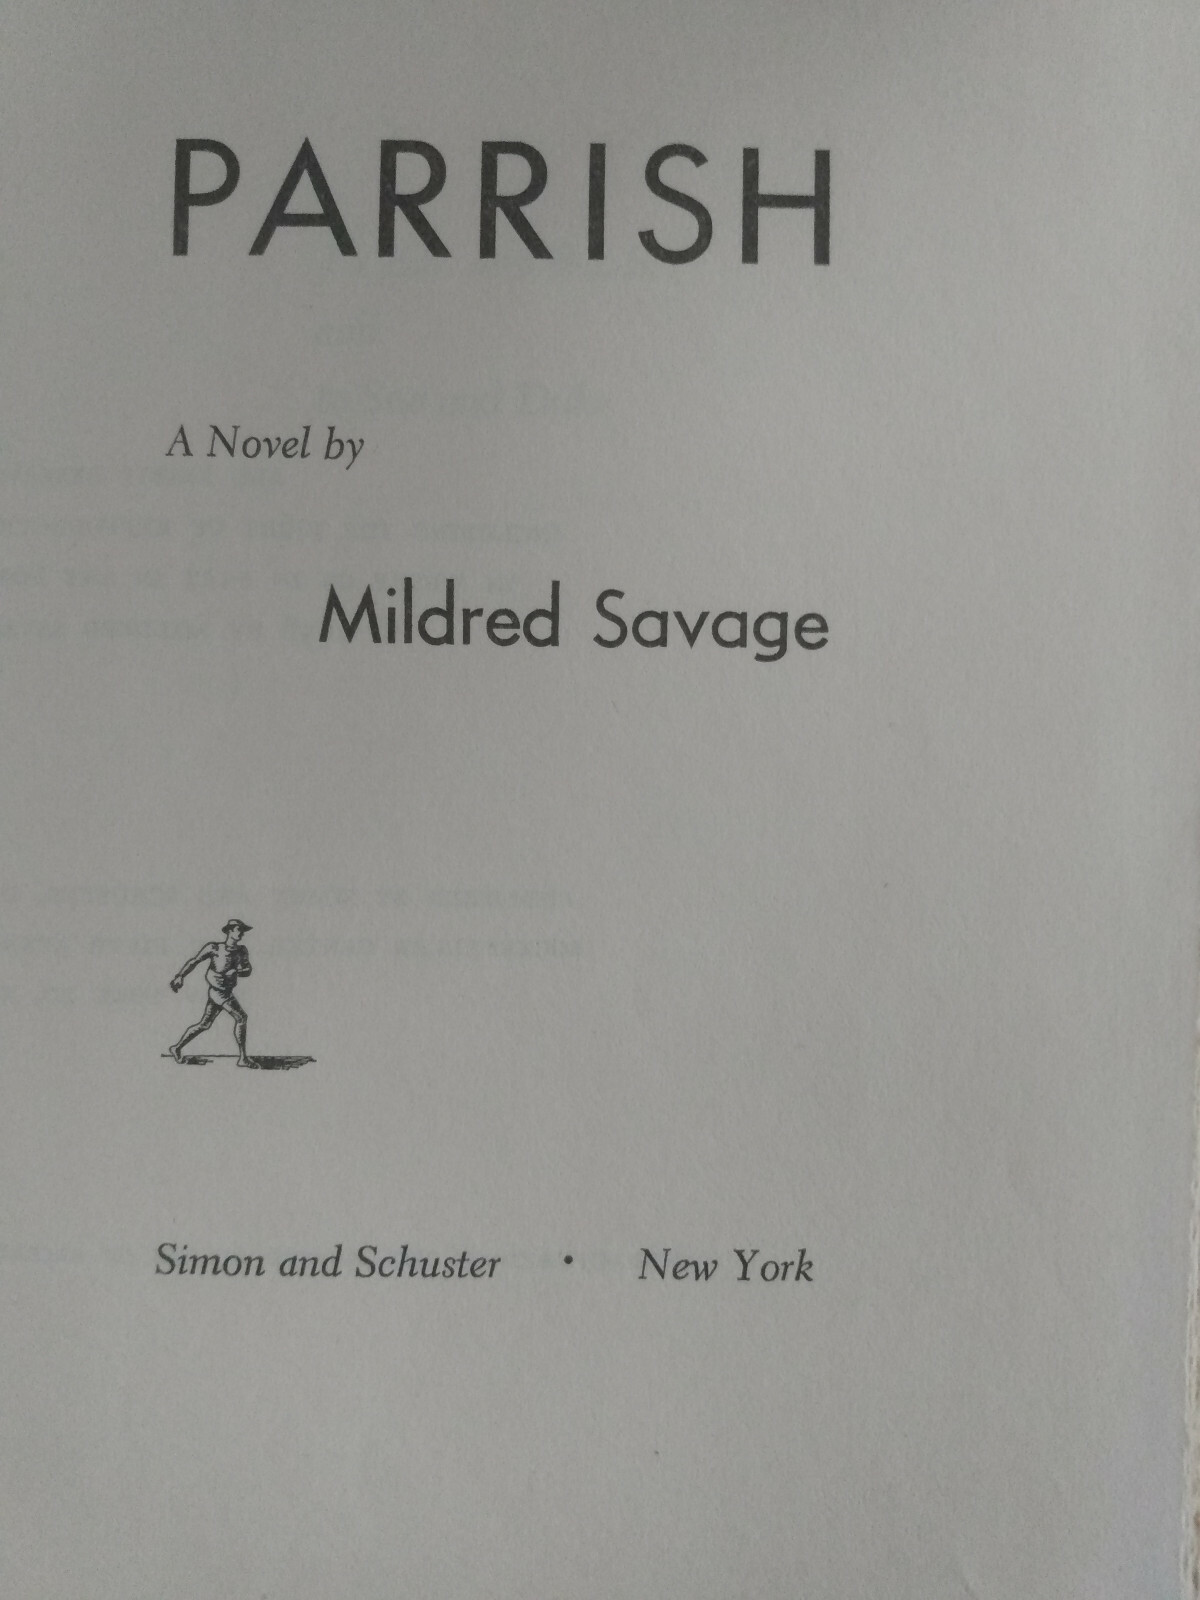 PARRISH
A Novel by
Mildred Savage
Simon and Schuster • New York